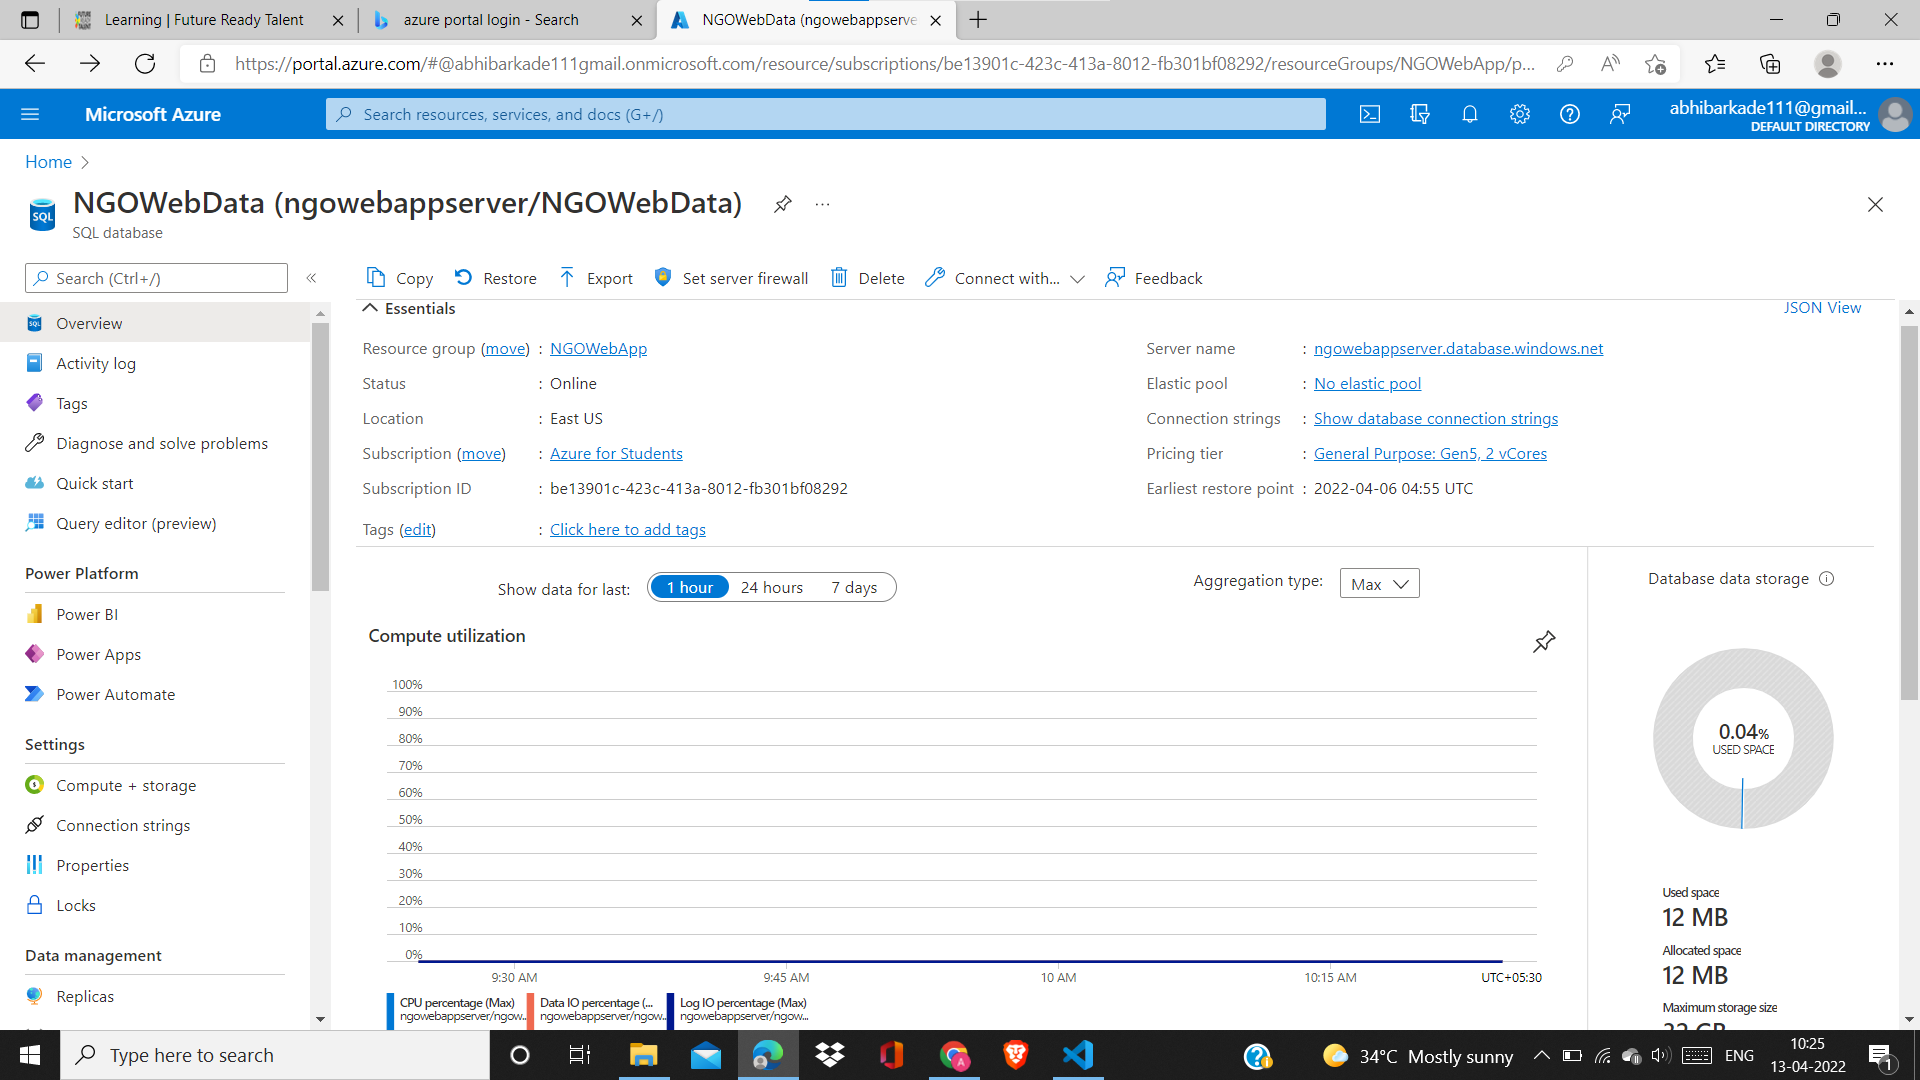 Learning | Future Ready Talent
azure portal login - Search
NGOWebData (ngowebappserve
https://portal.azure.com/#@abhibarkade111gmail.onmicrosoft.com/resource/subscriptions/be13901c-423c-413a-8012-fb301bf08292/resourceGroups/NGOWebApp/p...
Microsoft Azure
Search resources, services, and docs (G+/)
abhibarkade111@gmail...
DEFAULT DIRECTORY
Home
NGOWebData (ngowebappserver/NGOWebData)
SQL database
Search (Ctrl+/)
Copy Restore Export Set server firewall Delete Connect with... Feedback
Overview
Activity log
Tags
Diagnose and solve problems
Quick start
Query editor (preview)
Power Platform
Power BI
Power Apps
Power Automate
Settings
Compute + storage
Connection strings
Properties
Locks
Data management
Replicas
Essentials
JSON View
Resource group (move) : NGOWebApp
Status : Online
Location : East US
Subscription (move) : Azure for Students
Subscription ID : be13901c-423c-413a-8012-fb301bf08292
Tags (edit) : Click here to add tags
Server name : ngowebappserver.database.windows.net
Elastic pool : No elastic pool
Connection strings : Show database connection strings
Pricing tier : General Purpose: Gen5, 2 vCores
Earliest restore point : 2022-04-06 04:55 UTC
Show data for last: 1 hour 24 hours 7 days
Aggregation type: Max
Compute utilization
100%
90%
80%
70%
60%
50%
40%
30%
20%
10%
0%
9:30 AM 9:45 AM 10 AM 10:15 AM UTC+05:30
CPU percentage (Max)
ngowebappserver/ngow...
Data IO percentage (...
ngowebappserver/ngow...
Log IO percentage (Max)
ngowebappserver/ngow...
Database data storage
0.04%
USED SPACE
Used space
12 MB
Allocated space
12 MB
Maximum storage size
32 GB
Type here to search
34°C Mostly sunny
ENG
10:25
13-04-2022
1